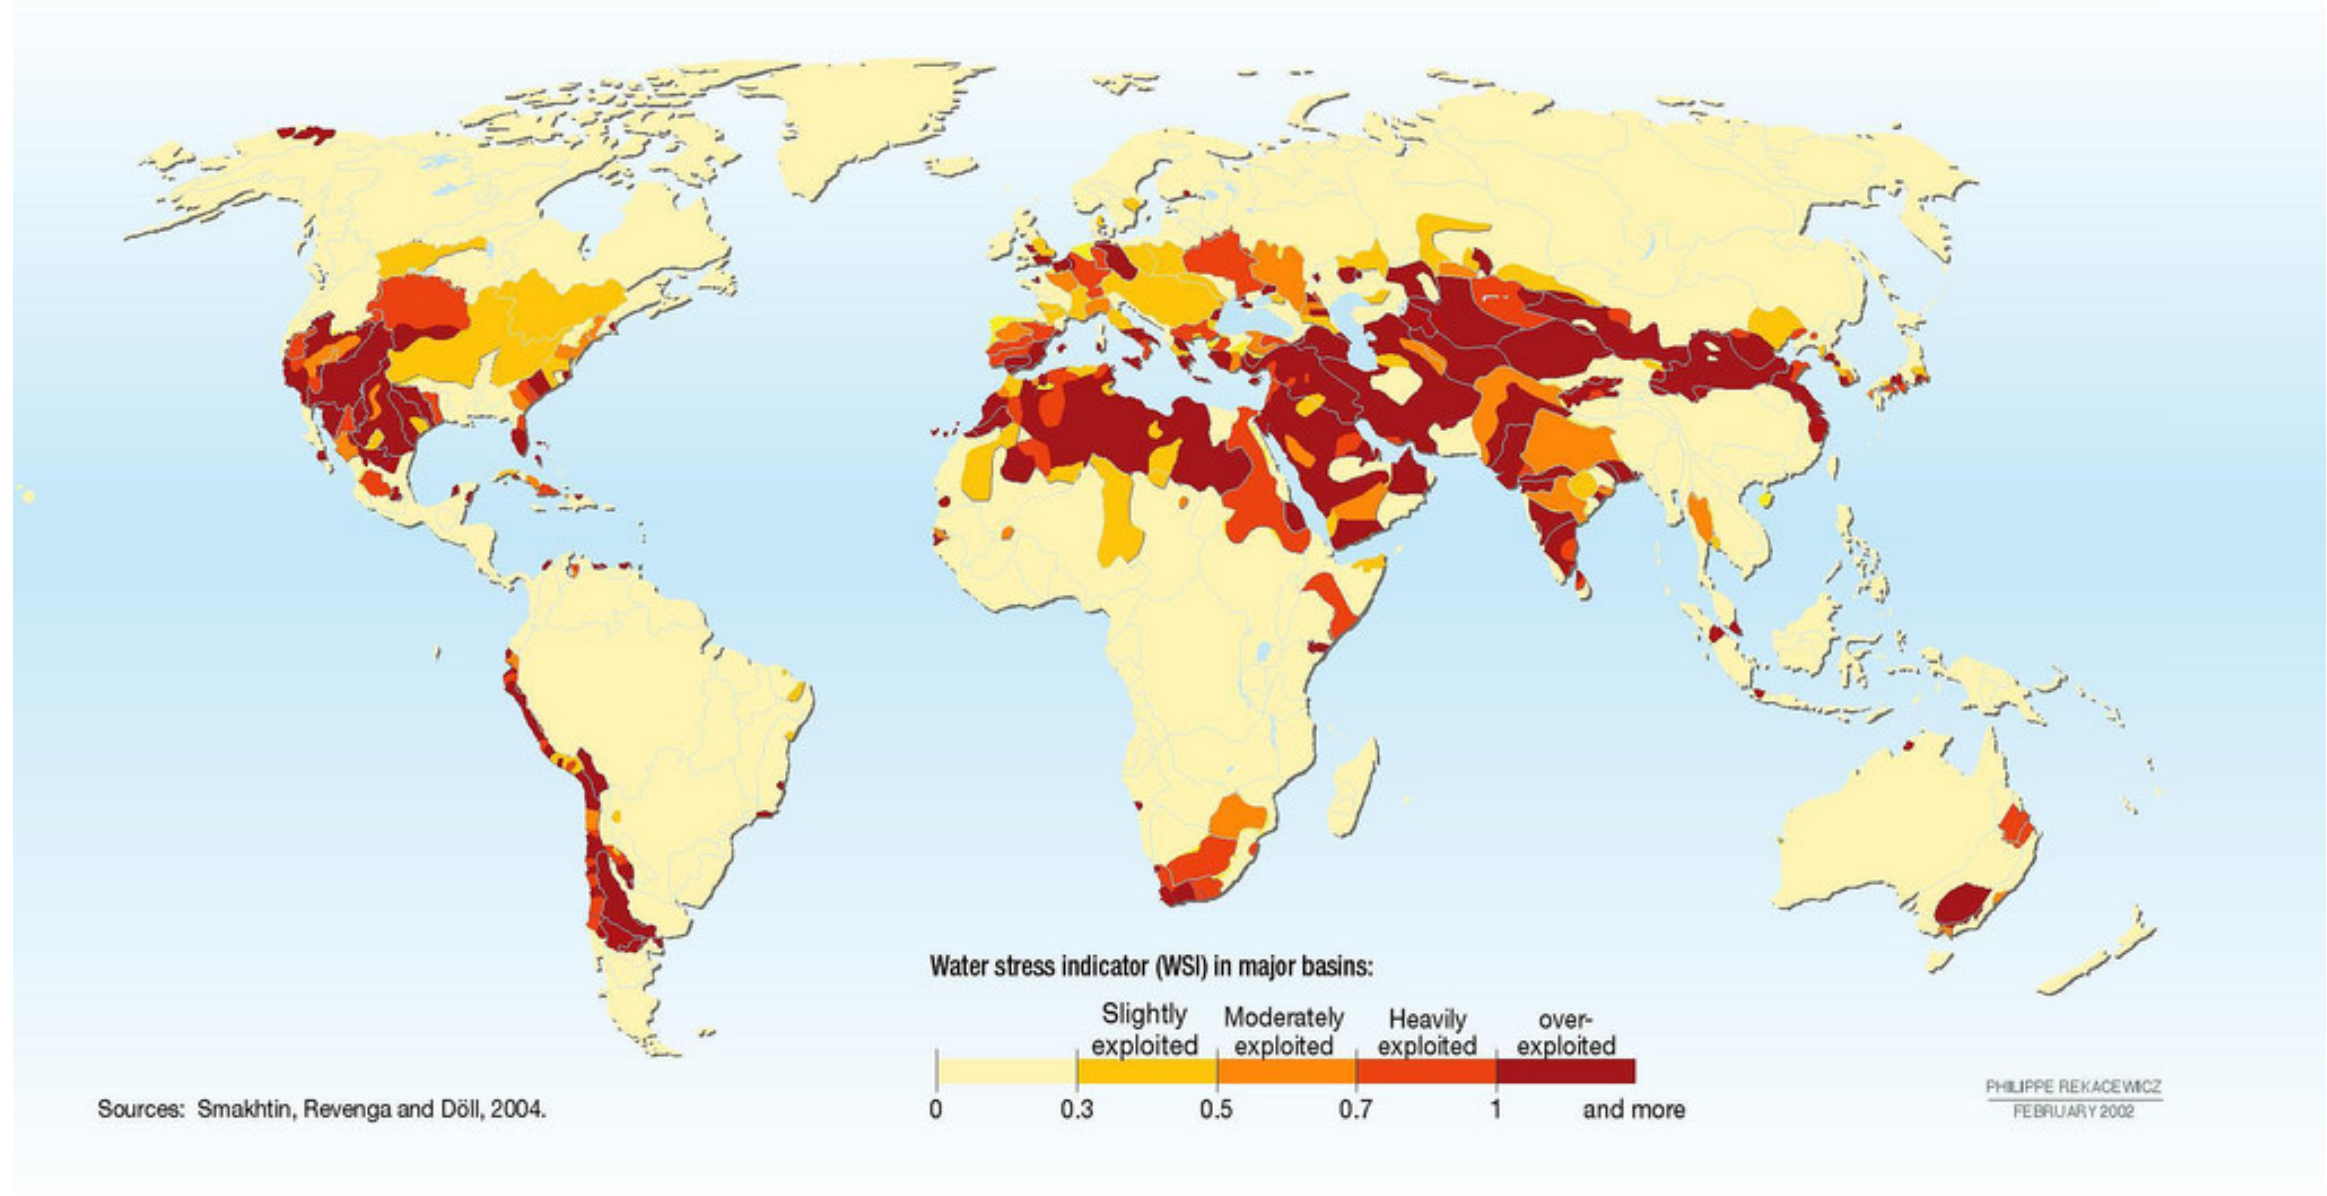 Water stress indicator (WSI) in major basins:
Slightly exploited
Moderately exploited
Heavily exploited
over-exploited
0 0.3 0.5 0.7 1 and more
Sources: Smakhtin, Revenga and Döll, 2004.
PHILIPPE REKACEWICZ
FEBRUARY 2002